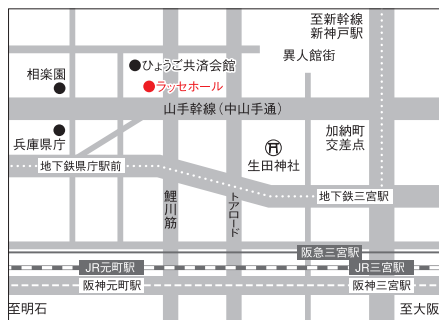 至新幹線
新神戸駅
異人館街
ひょうご共済会館
相楽園
ラッセホール
山手幹線(中山手通)
兵庫県庁
加納町
交差点
生田神社
地下鉄県庁駅前
地下鉄三宮駅
鯉川筋
トアロード
阪急三宮駅
JR元町駅
JR三宮駅
阪神元町駅
阪神三宮駅
至明石
至大阪